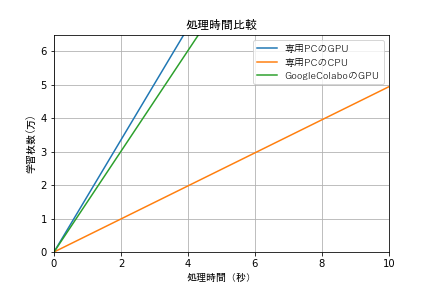 処理時間比較
専用PCのGPU
専用PCのCPU
GoogleColaboのGPU
学習枚数(万)
6
5
4
3
2
1
0
0 2 4 6 8 10
処理時間 (秒)